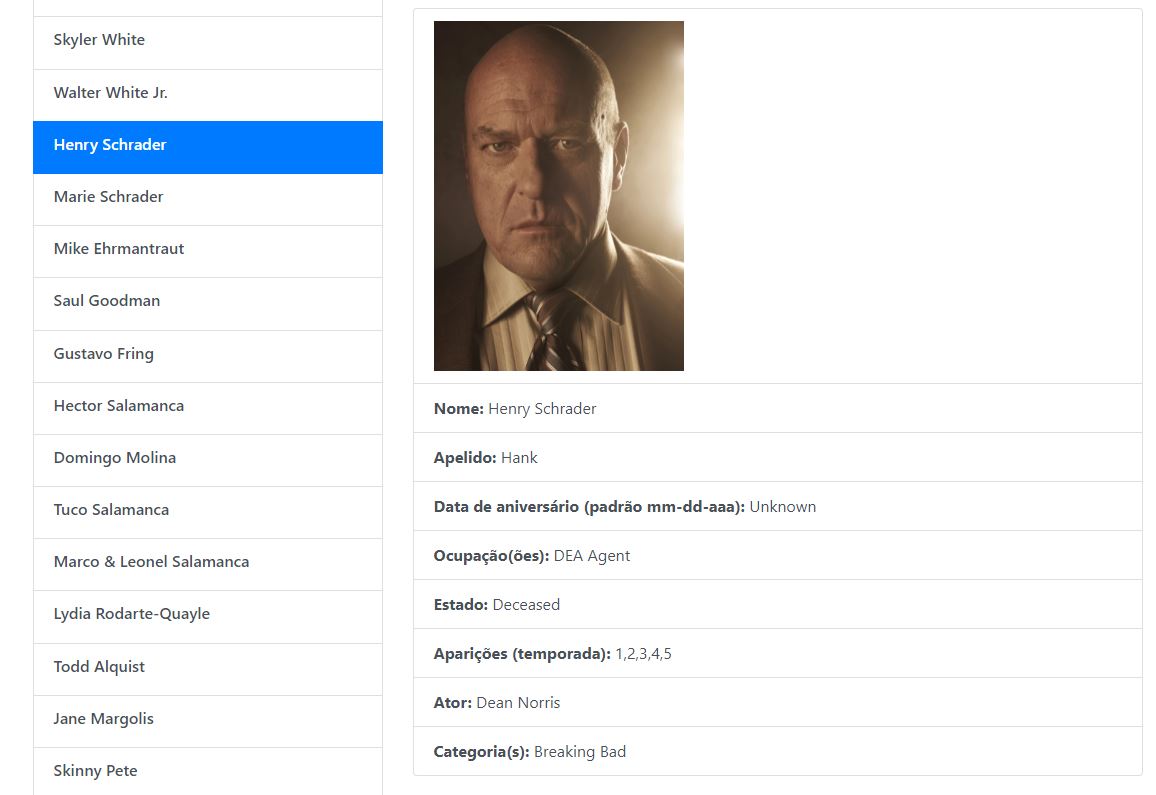 Skyler White
Walter White Jr.
Henry Schrader
Marie Schrader
Mike Ehrmantraut
Saul Goodman
Gustavo Fring
Hector Salamanca
Domingo Molina
Tuco Salamanca
Marco & Leonel Salamanca
Lydia Rodarte-Quayle
Todd Alquist
Jane Margolis
Skinny Pete
Nome: Henry Schrader
Apelido: Hank
Data de aniversário (padrão mm-dd-aaa): Unknown
Ocupação(ões): DEA Agent
Estado: Deceased
Aparições (temporada): 1,2,3,4,5
Ator: Dean Norris
Categoria(s): Breaking Bad